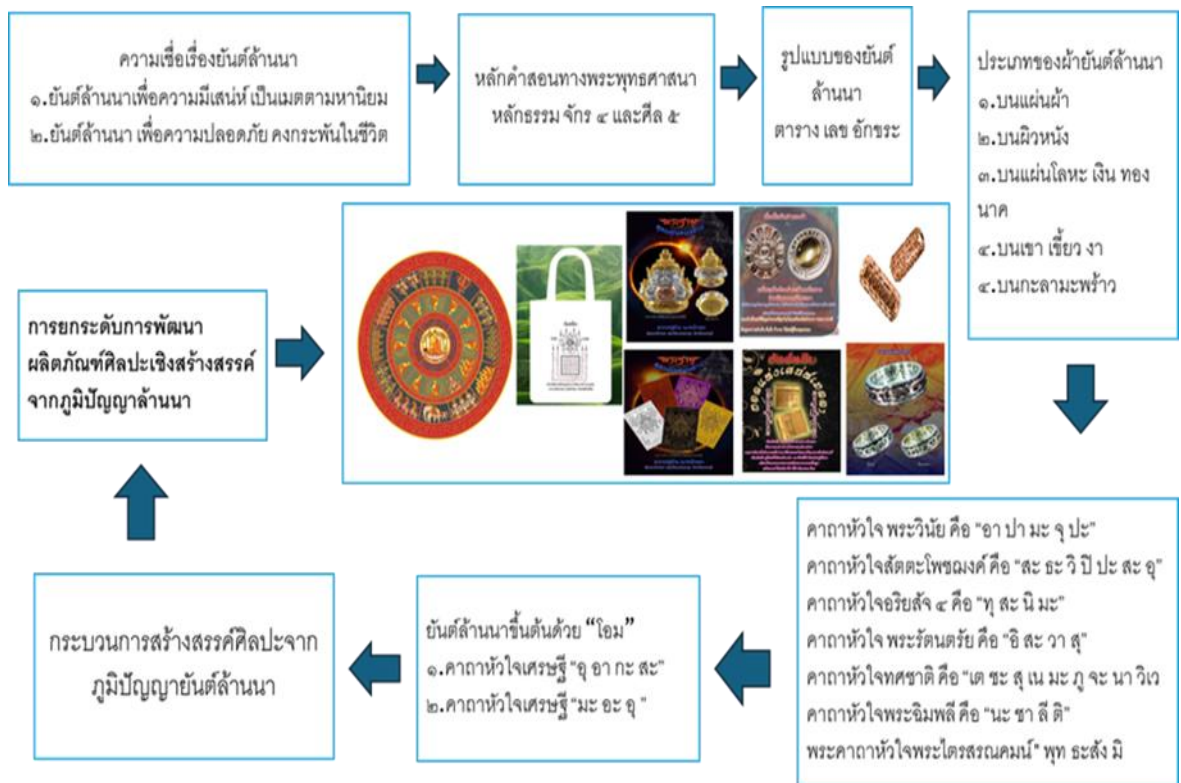 ความเชื่อเรื่องยันต์ล้านนา
๑.ยันต์ล้านนาเพื่อความมีเสน่ห์ เป็นเมตตามหานิยม
๒.ยันต์ล้านนา เพื่อความปลอดภัย คงกระพันในชีวิต
หลักคำสอนทางพระพุทธศาสนา
หลักธรรม จักร ๔ และศีล ๕
รูปแบบของยันต์
ล้านนา
ตาราง เลข อักขระ
ประเภทของผ้ายันต์ล้านนา
๑.บนแผ่นผ้า
๒.บนผิวหนัง
๓.บนแผ่นโลหะ เงิน ทอง
นาค
๔.บนเขา เขี้ยว งา
๔.บนกะลามะพร้าว
คาถาหัวใจ พระวินัย คือ "อา ปา มะ จุ ปะ"
คาถาหัวใจสัตตะโพชฌงค์ คือ "สะ ธะ วิ ปิ ปะ สะ อุ"
คาถาหัวใจอริยสัจ ๔ คือ "ทุ สะ นิ มะ"
คาถาหัวใจ พระรัตนตรัย คือ "อิ สะ วา สุ"
คาถาหัวใจทศชาติ คือ "เต ชะ สุ เน มะ ภู จะ นา วิเว
คาถาหัวใจพระฉิมพลี คือ "นะ ชา ลี ติ"
พระคาถาหัวใจพระไตรสรณคมน์" พุท ธะสัง มิ
ยันต์ล้านนาขึ้นต้นด้วย "โอม"
๑.คาถาหัวใจเศรษฐี "อุ อา กะ สะ"
๒.คาถาหัวใจเศรษฐี "มะ อะ อุ "
กระบวนการสร้างสรรค์ศิลปะจาก
ภูมิปัญญายันต์ล้านนา
การยกระดับการพัฒนา
ผลิตภัณฑ์ศิลปะเชิงสร้างสรรค์
จากภูมิปัญญาล้านนา